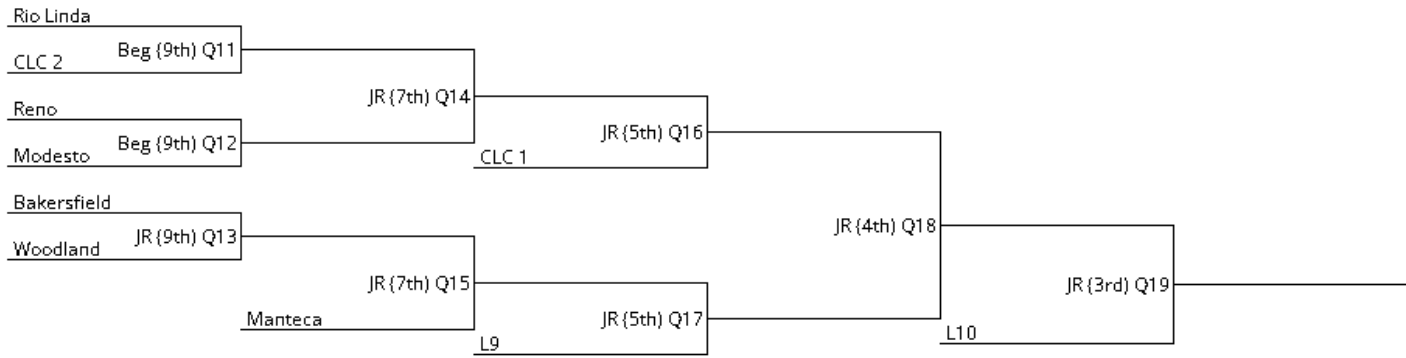 Rio Linda
Beg (9th) Q11
CLC 2
JR (7th) Q14
Reno
Beg (9th) Q12
Modesto
JR (5th) Q16
CLC 1
Bakersfield
JR (9th) Q13
Woodland
JR (4th) Q18
JR (7th) Q15
Manteca
JR (5th) Q17
L9
JR (3rd) Q19
L10